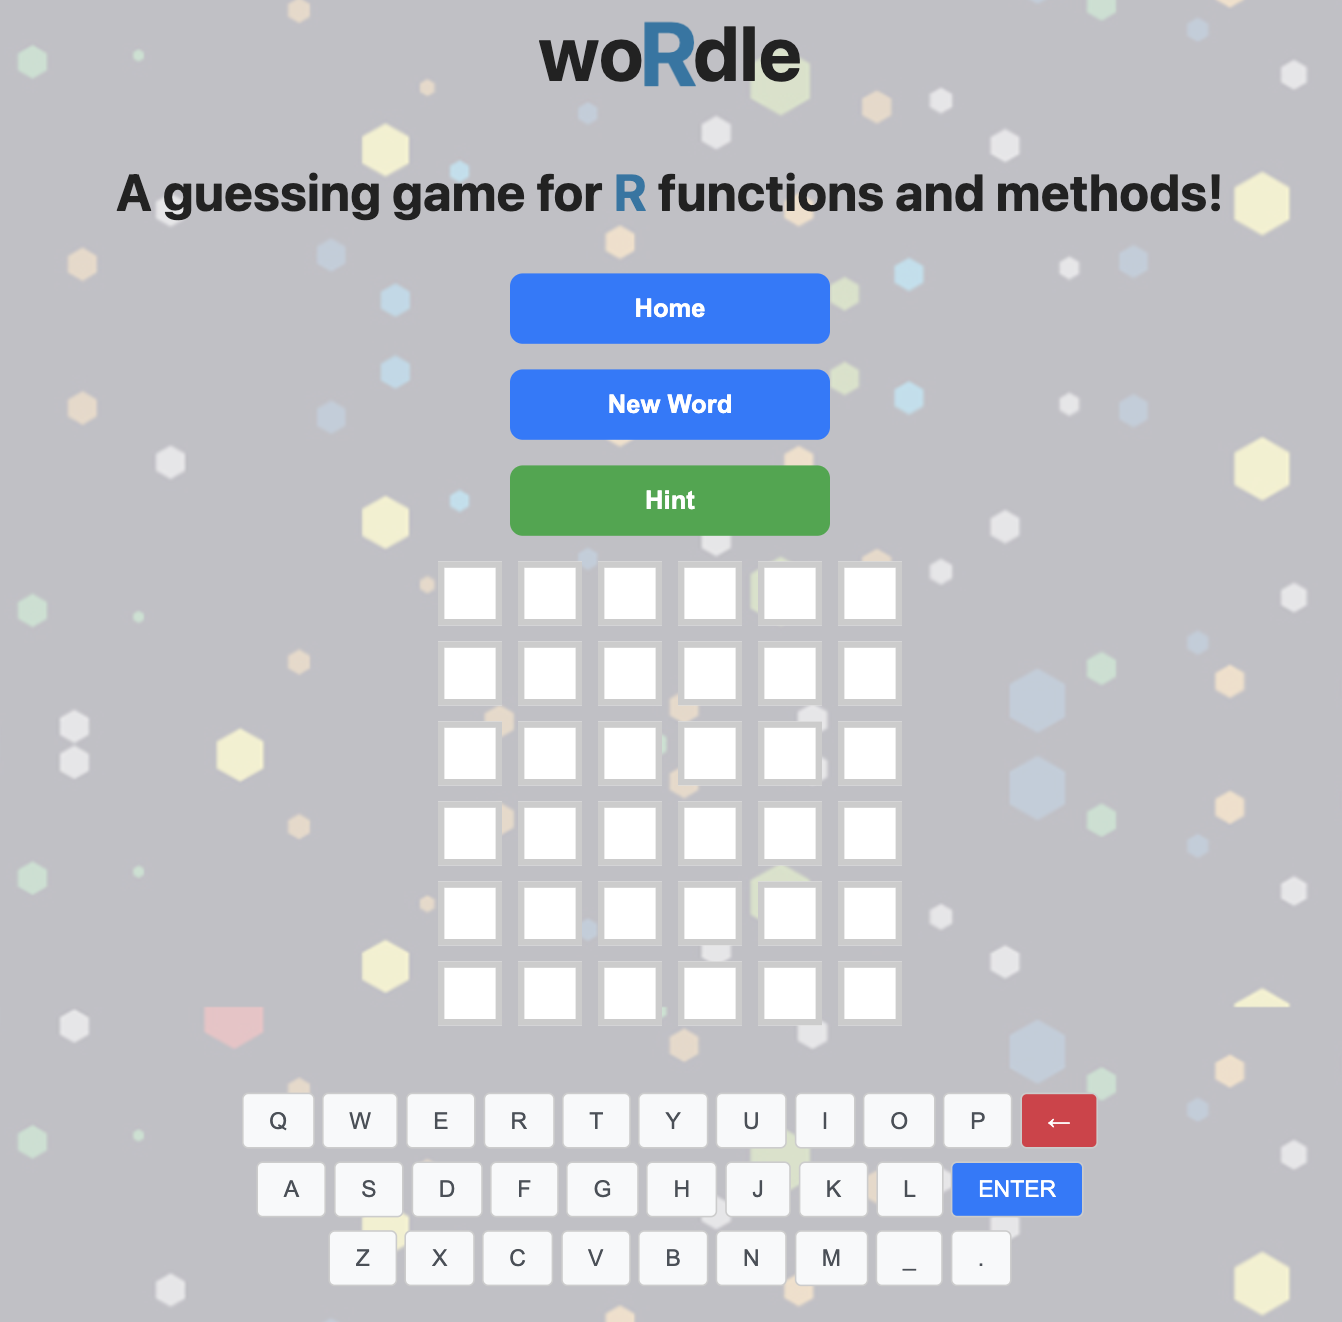 woRdle
A guessing game for R functions and methods!
Home
New Word
Hint
Q W E R T Y U I O P ←
A S D F G H J K L ENTER
Z X C V B N M _ .